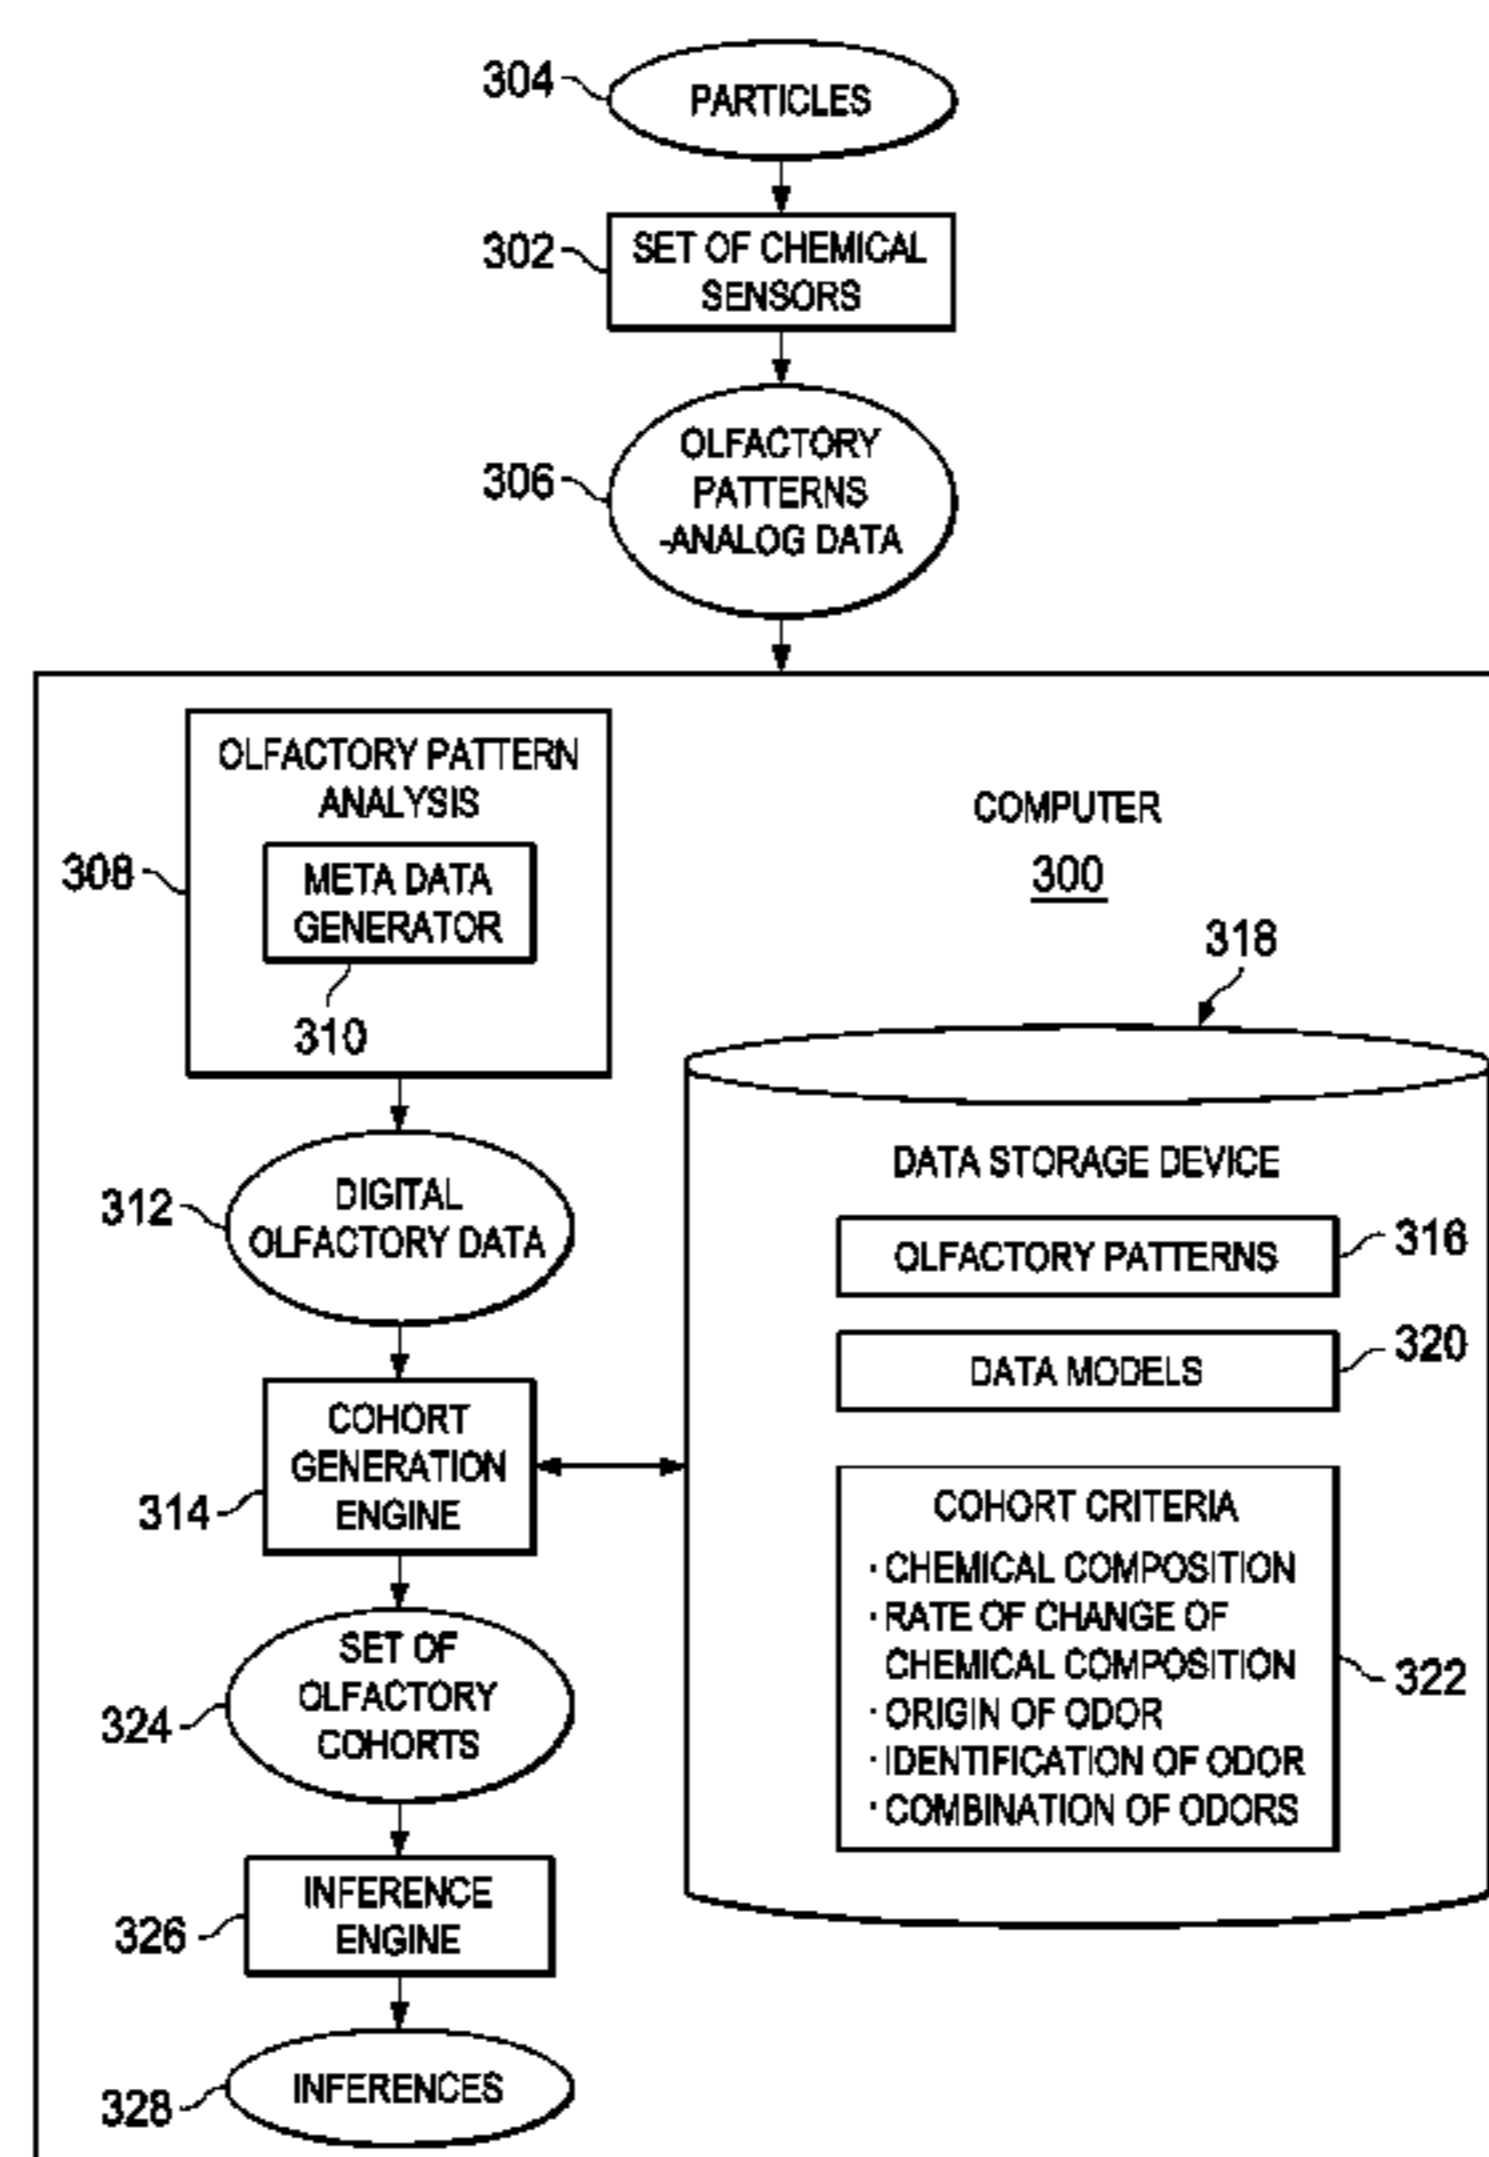 304
PARTICLES
302
SET OF CHEMICAL
SENSORS
306
OLFACTORY
PATTERNS
-ANALOG DATA
OLFACTORY PATTERN
ANALYSIS
308
META DATA
GENERATOR
310
COMPUTER
300
318
312
DIGITAL
OLFACTORY DATA
DATA STORAGE DEVICE
OLFACTORY PATTERNS
316
DATA MODELS
320
314
COHORT
GENERATION
ENGINE
COHORT CRITERIA
· CHEMICAL COMPOSITION
· RATE OF CHANGE OF
CHEMICAL COMPOSITION
· ORIGIN OF ODOR
· IDENTIFICATION OF ODOR
· COMBINATION OF ODORS
322
324
SET OF
OLFACTORY
COHORTS
326
INFERENCE
ENGINE
328
INFERENCES